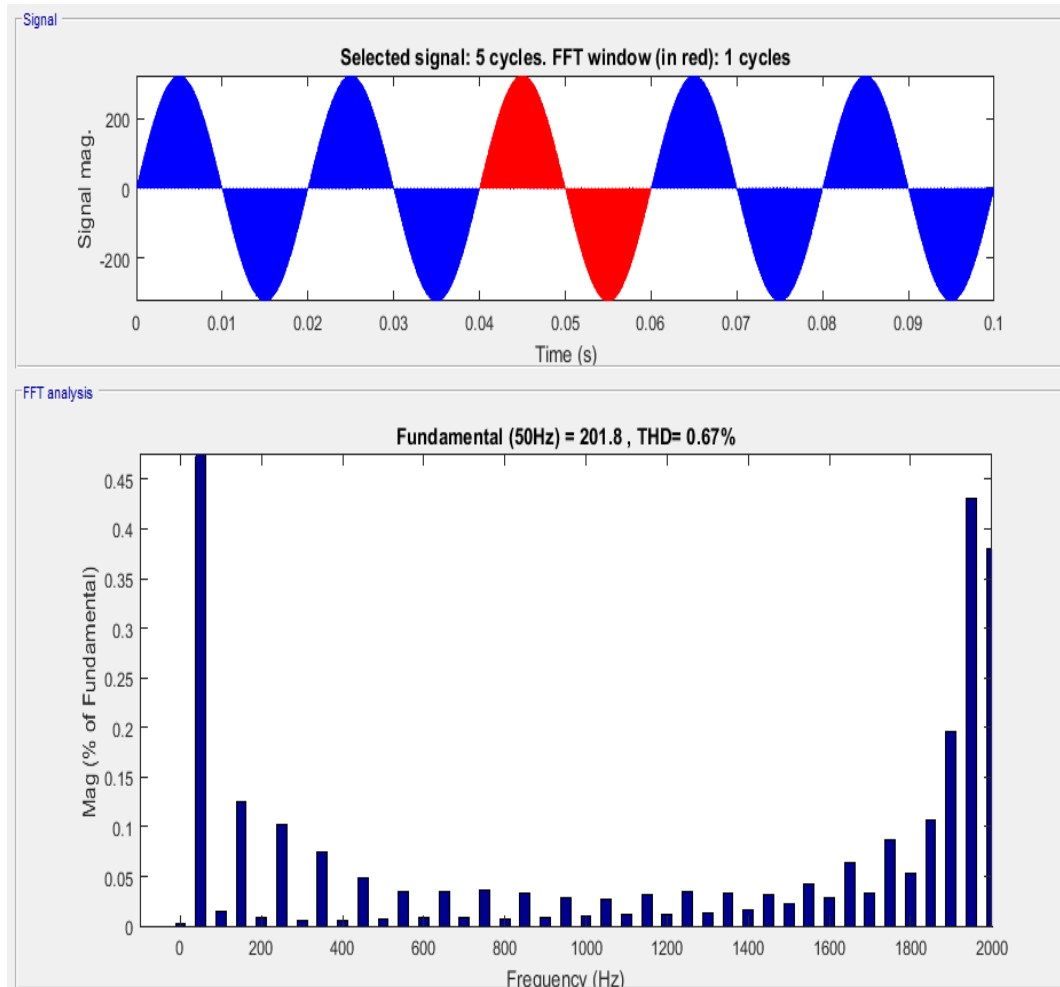 Signal
Selected signal: 5 cycles. FFT window (in red): 1 cycles
200
0
-200
Signal mag.
0 0.01 0.02 0.03 0.04 0.05 0.06 0.07 0.08 0.09 0.1
Time (s)
FFT analysis
Fundamental (50Hz) = 201.8 , THD= 0.67%
0.45
0.4
0.35
0.3
0.25
0.2
0.15
0.1
0.05
0
Mag (% of Fundamental)
0 200 400 600 800 1000 1200 1400 1600 1800 2000
Frequency (Hz)